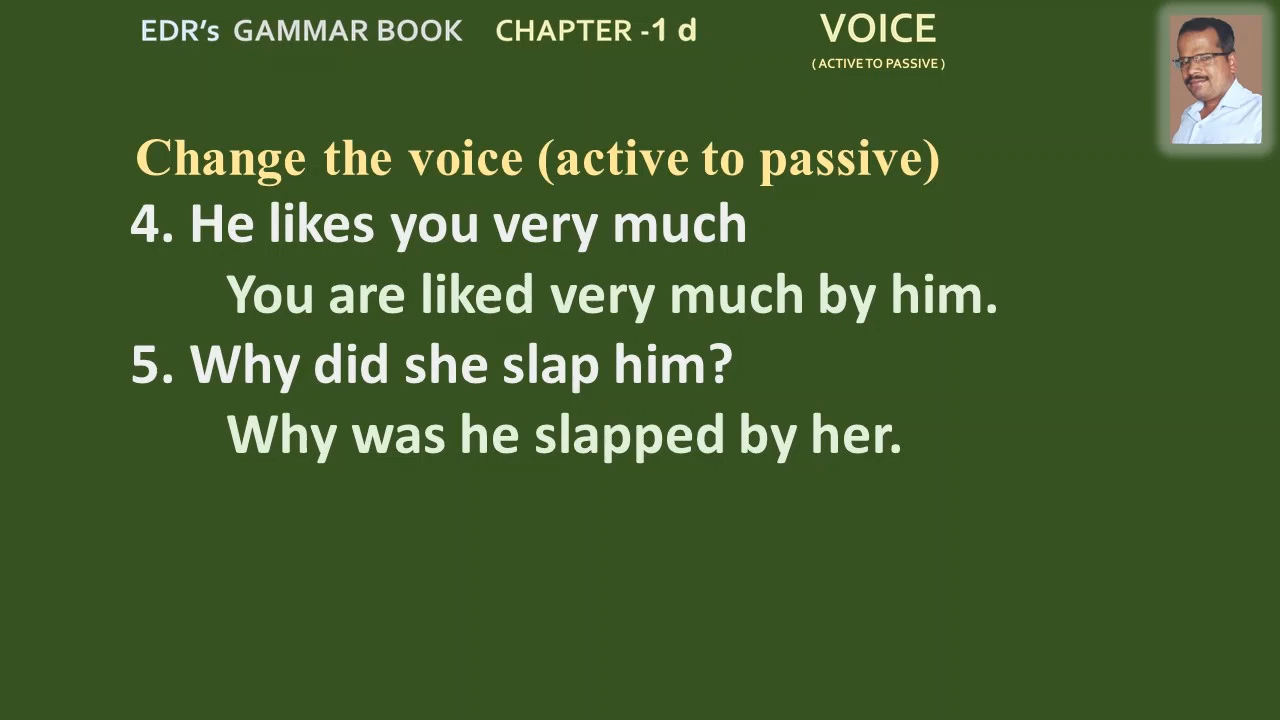 EDR's GAMMAR BOOK CHAPTER -1 d VOICE
( ACTIVE TO PASSIVE )
Change the voice (active to passive)
4. He likes you very much
You are liked very much by him.
5. Why did she slap him?
Why was he slapped by her.